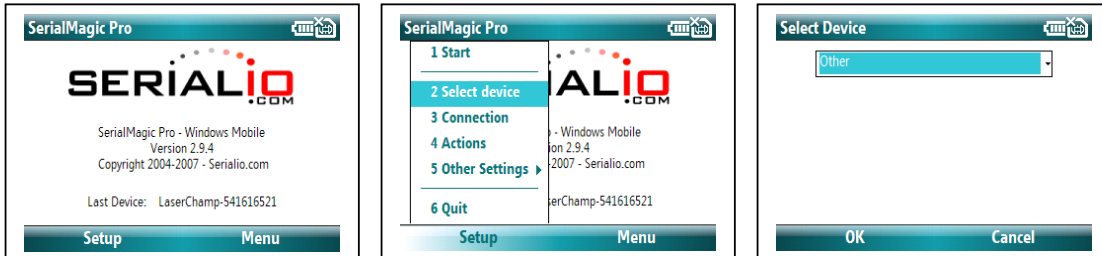 SerialMagic Pro
SERIALIO
.COM
SerialMagic Pro - Windows Mobile
Version 2.9.4
Copyright 2004-2007 - Serialio.com
Last Device: LaserChamp-541616521
Setup Menu
SerialMagic Pro
1 Start
2 Select device
3 Connection
4 Actions
5 Other Settings
6 Quit
IALIO
.COM
- Windows Mobile
ion 2.9.4
-2007 - Serialio.com
serChamp-541616521
Setup Menu
Select Device
Other
OK Cancel